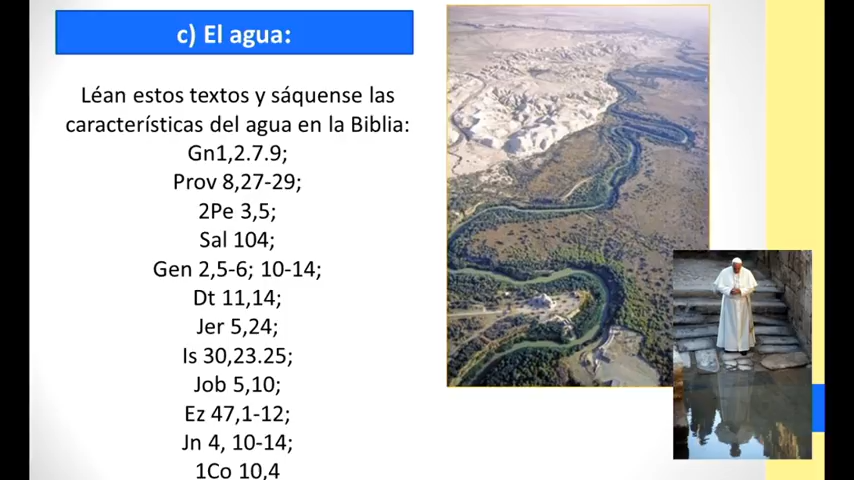 c) El agua:
Léan estos textos y sáquense las
características del agua en la Biblia:
Gn1,2.7.9;
Prov 8,27-29;
2Pe 3,5;
Sal 104;
Gen 2,5-6; 10-14;
Dt 11,14;
Jer 5,24;
Is 30,23.25;
Job 5,10;
Ez 47,1-12;
Jn 4, 10-14;
1Co 10,4